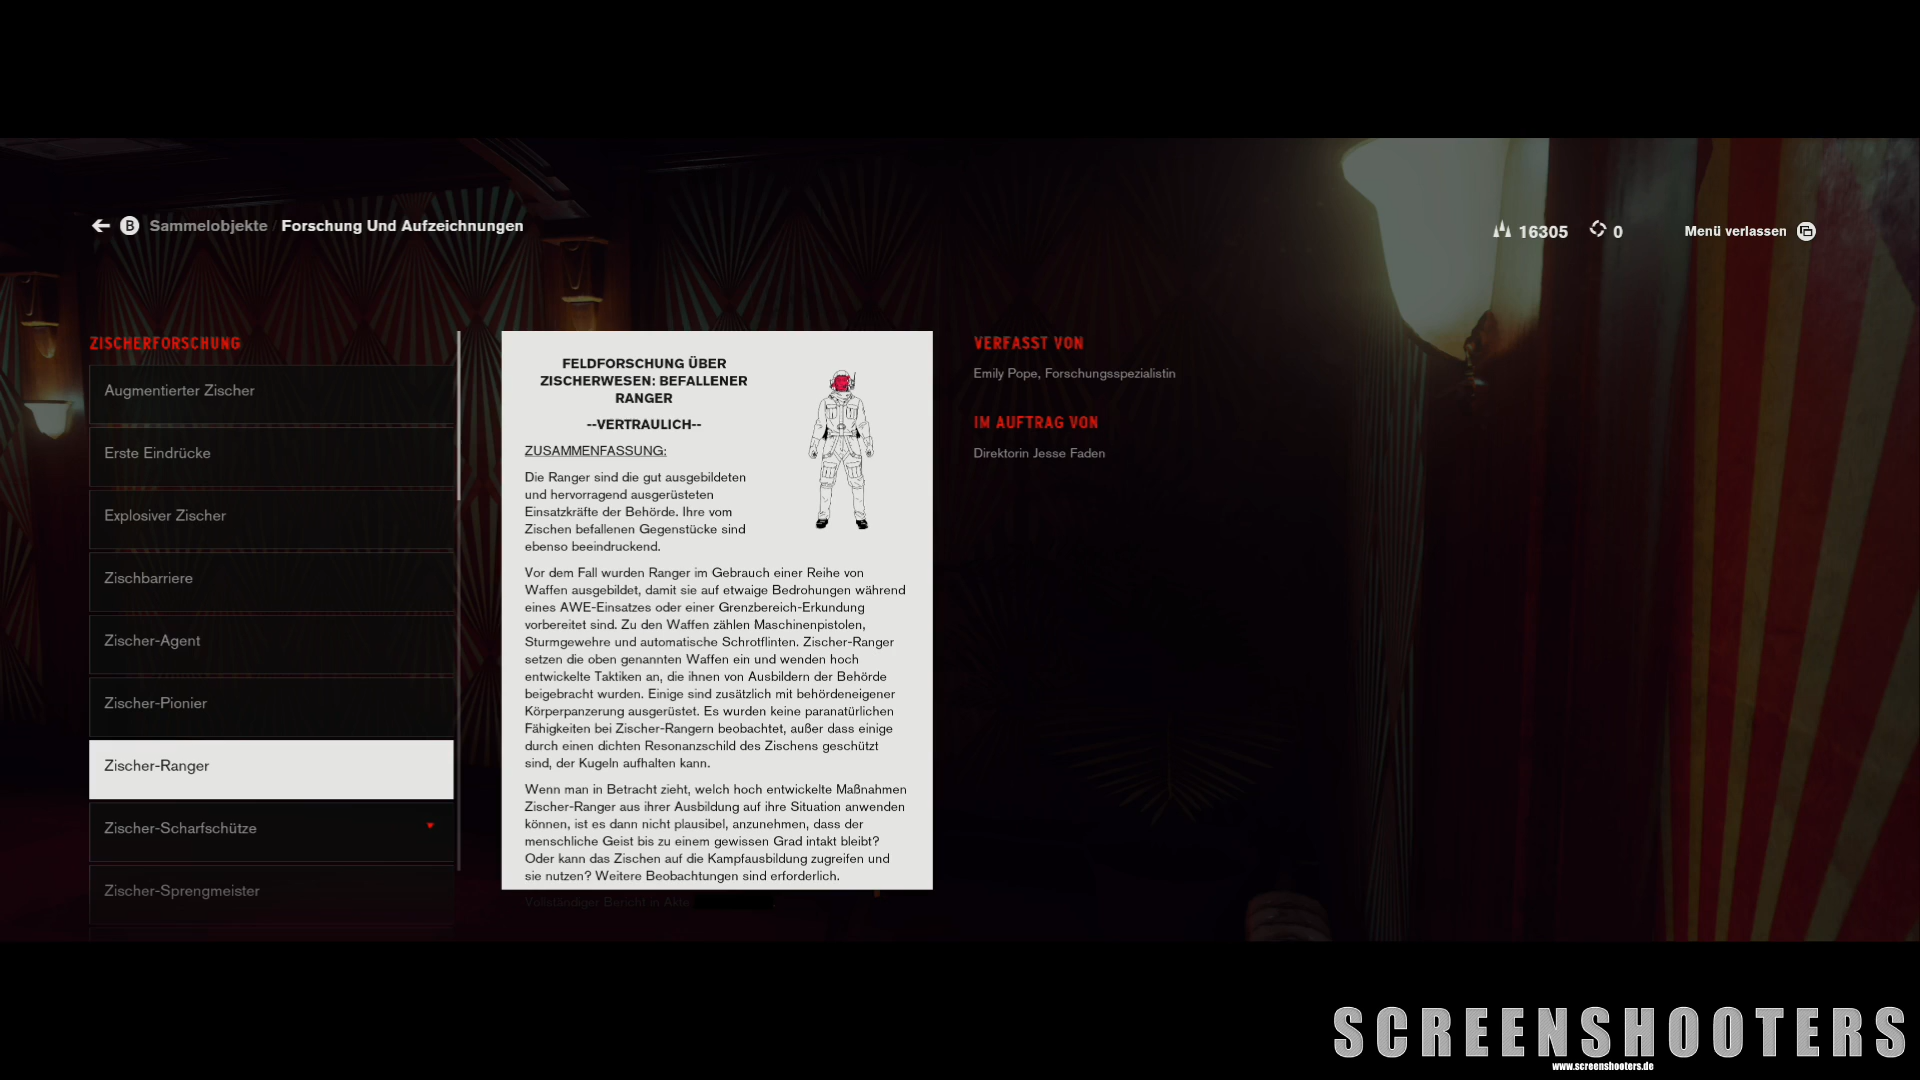 B Sammelobjekte / Forschung Und Aufzeichnungen
16305 0 Menü verlassen
ZISCHERFORSCHUNG
Augmentierter Zischer
Erste Eindrücke
Explosiver Zischer
Zischbarriere
Zischer-Agent
Zischer-Pionier
Zischer-Ranger
Zischer-Scharfschütze
Zischer-Sprengmeister
FELDFORSCHUNG ÜBER
ZISCHERWESEN: BEFALLENER
RANGER
--VERTRAULICH--
ZUSAMMENFASSUNG:
Die Ranger sind die gut ausgebildeten
und hervorragend ausgerüsteten
Einsatzkräfte der Behörde. Ihre vom
Zischen befallenen Gegenstücke sind
ebenso beeindruckend.
Vor dem Fall wurden Ranger im Gebrauch einer Reihe von
Waffen ausgebildet, damit sie auf etwaige Bedrohungen während
eines AWE-Einsatzes oder einer Grenzbereich-Erkundung
vorbereitet sind. Zu den Waffen zählen Maschinenpistolen,
Sturmgewehre und automatische Schrotflinten. Zischer-Ranger
setzen die oben genannten Waffen ein und wenden hoch
entwickelte Taktiken an, die ihnen von Ausbildern der Behörde
beigebracht wurden. Einige sind zusätzlich mit behördeneigener
Körperpanzerung ausgerüstet. Es wurden keine paranatürlichen
Fähigkeiten bei Zischer-Rangern beobachtet, außer dass einige
durch einen dichten Resonanzschild des Zischens geschützt
sind, der Kugeln aufhalten kann.
Wenn man in Betracht zieht, welch hoch entwickelte Maßnahmen
Zischer-Ranger aus ihrer Ausbildung auf ihre Situation anwenden
können, ist es dann nicht plausibel, anzunehmen, dass der
menschliche Geist bis zu einem gewissen Grad intakt bleibt?
Oder kann das Zischen auf die Kampfausbildung zugreifen und
sie nutzen? Weitere Beobachtungen sind erforderlich.
Vollständiger Bericht in Akte
VERFASST VON
Emily Pope, Forschungsspezialistin
IM AUFTRAG VON
Direktorin Jesse Faden
SCREENSHOOTERS
www.screenshooters.de